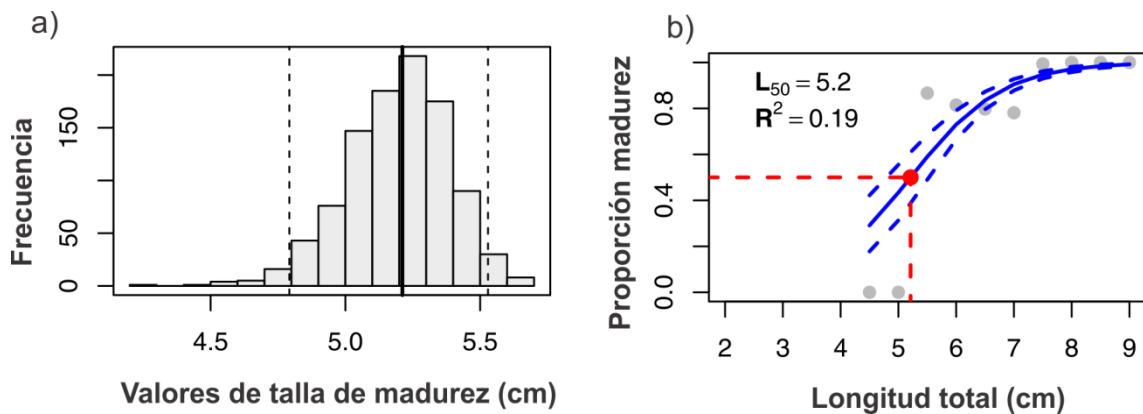 a)
Frecuencia
150
50
0
4.5 5.0 5.5
Valores de talla de madurez (cm)
b)
L50 = 5.2
R² = 0.19
Proporción madurez
0.8
0.4
0.0
2 3 4 5 6 7 8 9
Longitud total (cm)